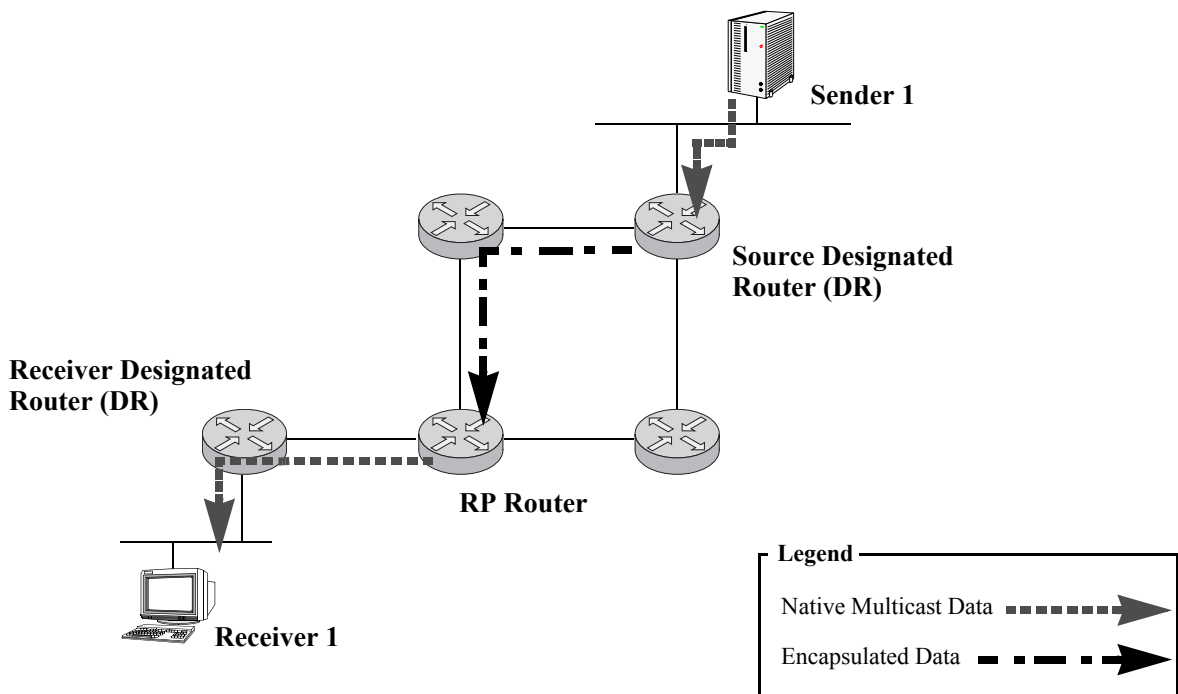 Sender 1
Source Designated
Router (DR)
Receiver Designated
Router (DR)
RP Router
Receiver 1
Legend
Native Multicast Data
Encapsulated Data